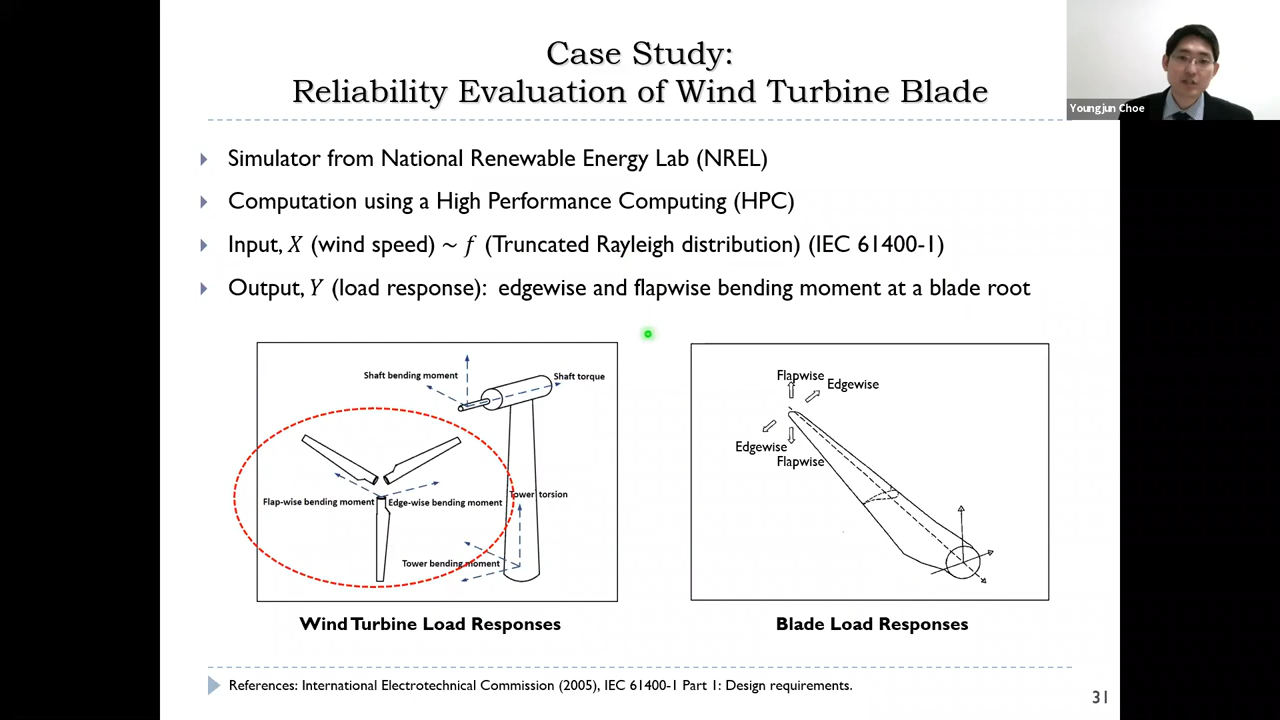 Case Study:
Reliability Evaluation of Wind Turbine Blade
Youngjun Choe
Simulator from National Renewable Energy Lab (NREL)
Computation using a High Performance Computing (HPC)
Input, X (wind speed) ~ f (Truncated Rayleigh distribution) (IEC 61400-1)
Output, Y (load response): edgewise and flapwise bending moment at a blade root
Shaft bending moment
Shaft torque
Flap-wise bending moment
Edge-wise bending moment
Tower torsion
Tower bending moment
Wind Turbine Load Responses
Flapwise
Edgewise
Edgewise
Flapwise
Blade Load Responses
References: International Electrotechnical Commission (2005), IEC 61400-1 Part 1: Design requirements.
31